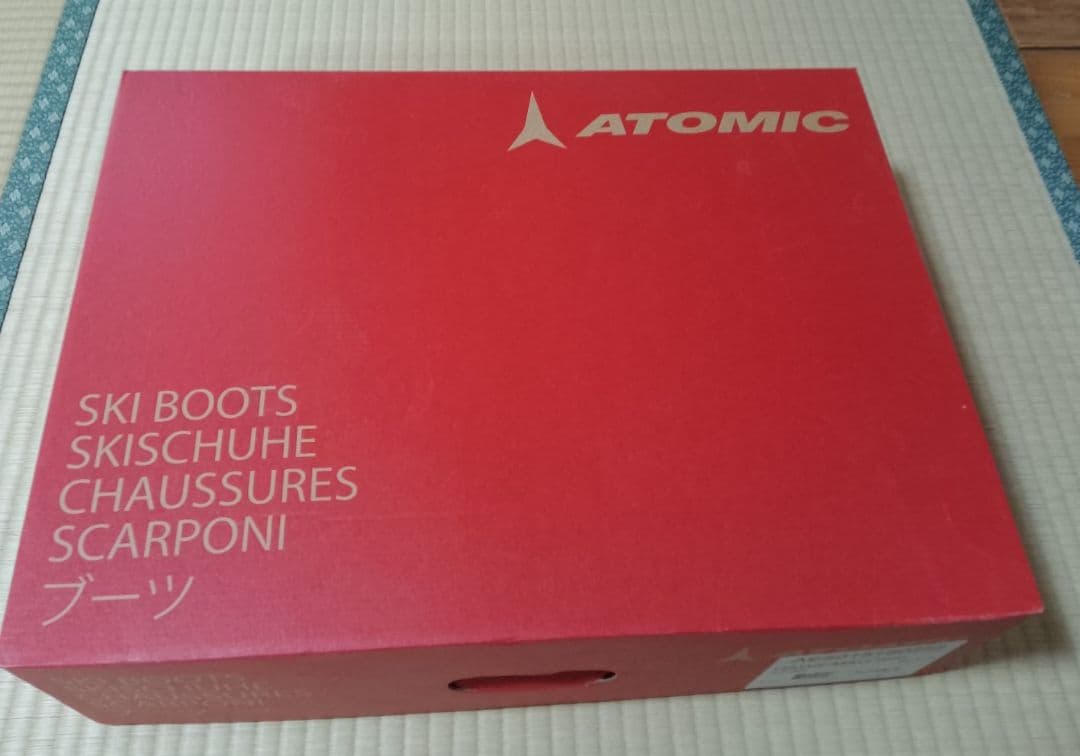 ATOMIC
SKI BOOTS
SKISCHUHE
CHAUSSURES
SCARPONI
ブーツ